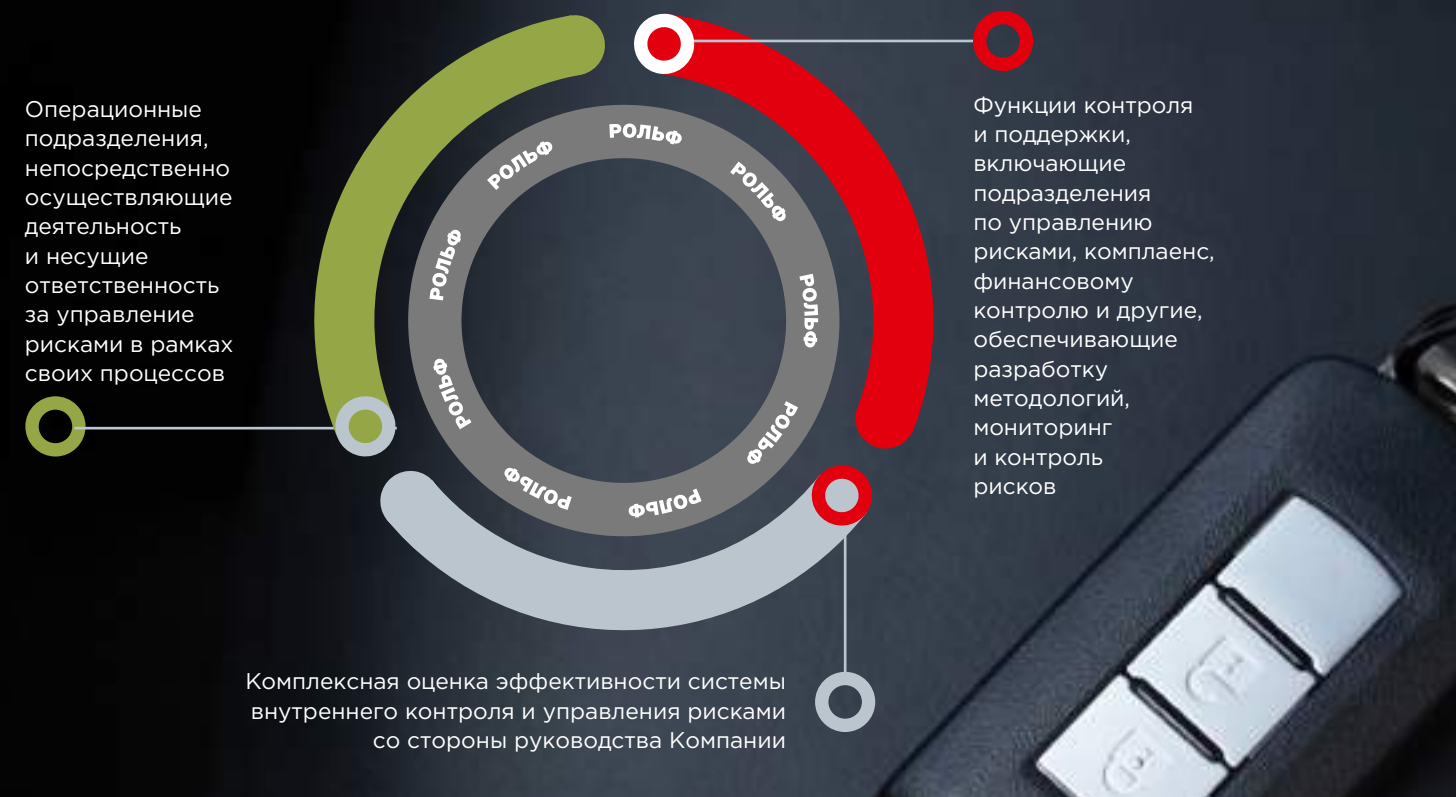 Операционные
подразделения,
непосредственно
осуществляющие
деятельность
и несущие
ответственность
за управление
рисками в рамках
своих процессов
РОЛЬФ
РОЛЬФ
РОЛЬФ
РОЛЬФ
РОЛЬФ
РОЛЬФ
РОЛЬФ
РОЛЬФ
РОЛЬФ
Функции контроля
и поддержки,
включающие
подразделения
по управлению
рисками, комплаенс,
финансовому
контролю и другие,
обеспечивающие
разработку
методологий,
мониторинг
и контроль
рисков
Комплексная оценка эффективности системы
внутреннего контроля и управления рисками
со стороны руководства Компании